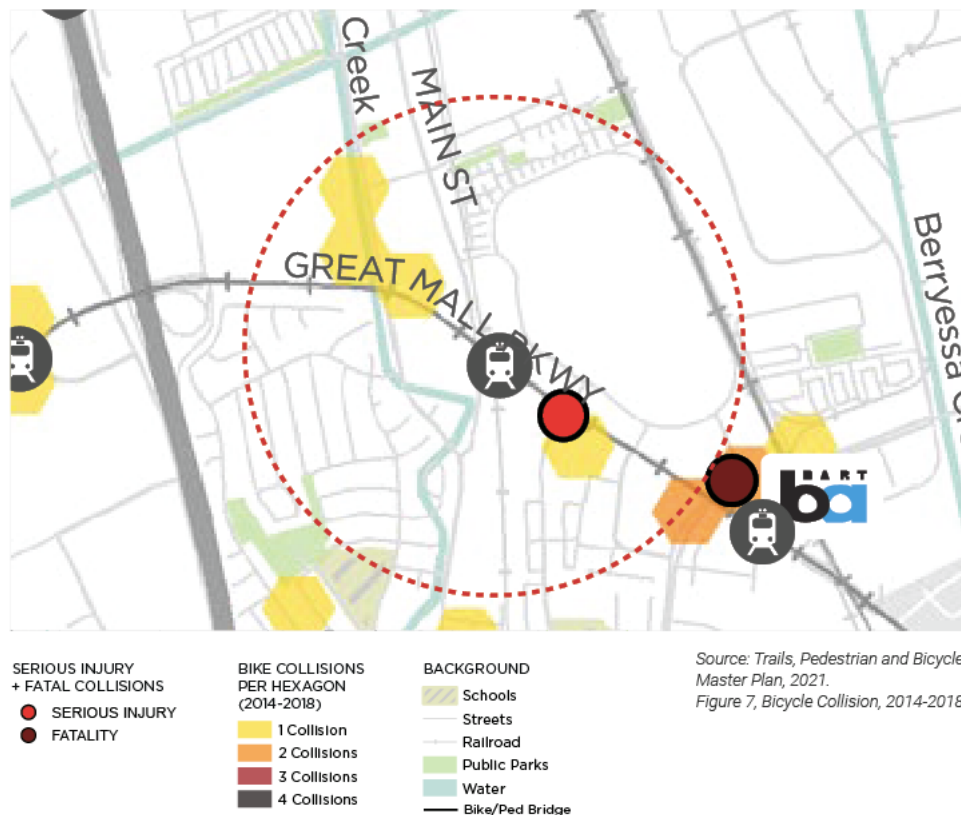 Creek
MAIN ST
GREAT MALL PKWY
Berryessa
BART
ba
SERIOUS INJURY
+ FATAL COLLISIONS
SERIOUS INJURY
FATALITY
BIKE COLLISIONS
PER HEXAGON
(2014-2018)
1 Collision
2 Collisions
3 Collisions
4 Collisions
BACKGROUND
Schools
Streets
Railroad
Public Parks
Water
Bike/Ped Bridge
Source: Trails, Pedestrian and Bicycle
Master Plan, 2021.
Figure 7, Bicycle Collision, 2014-2018